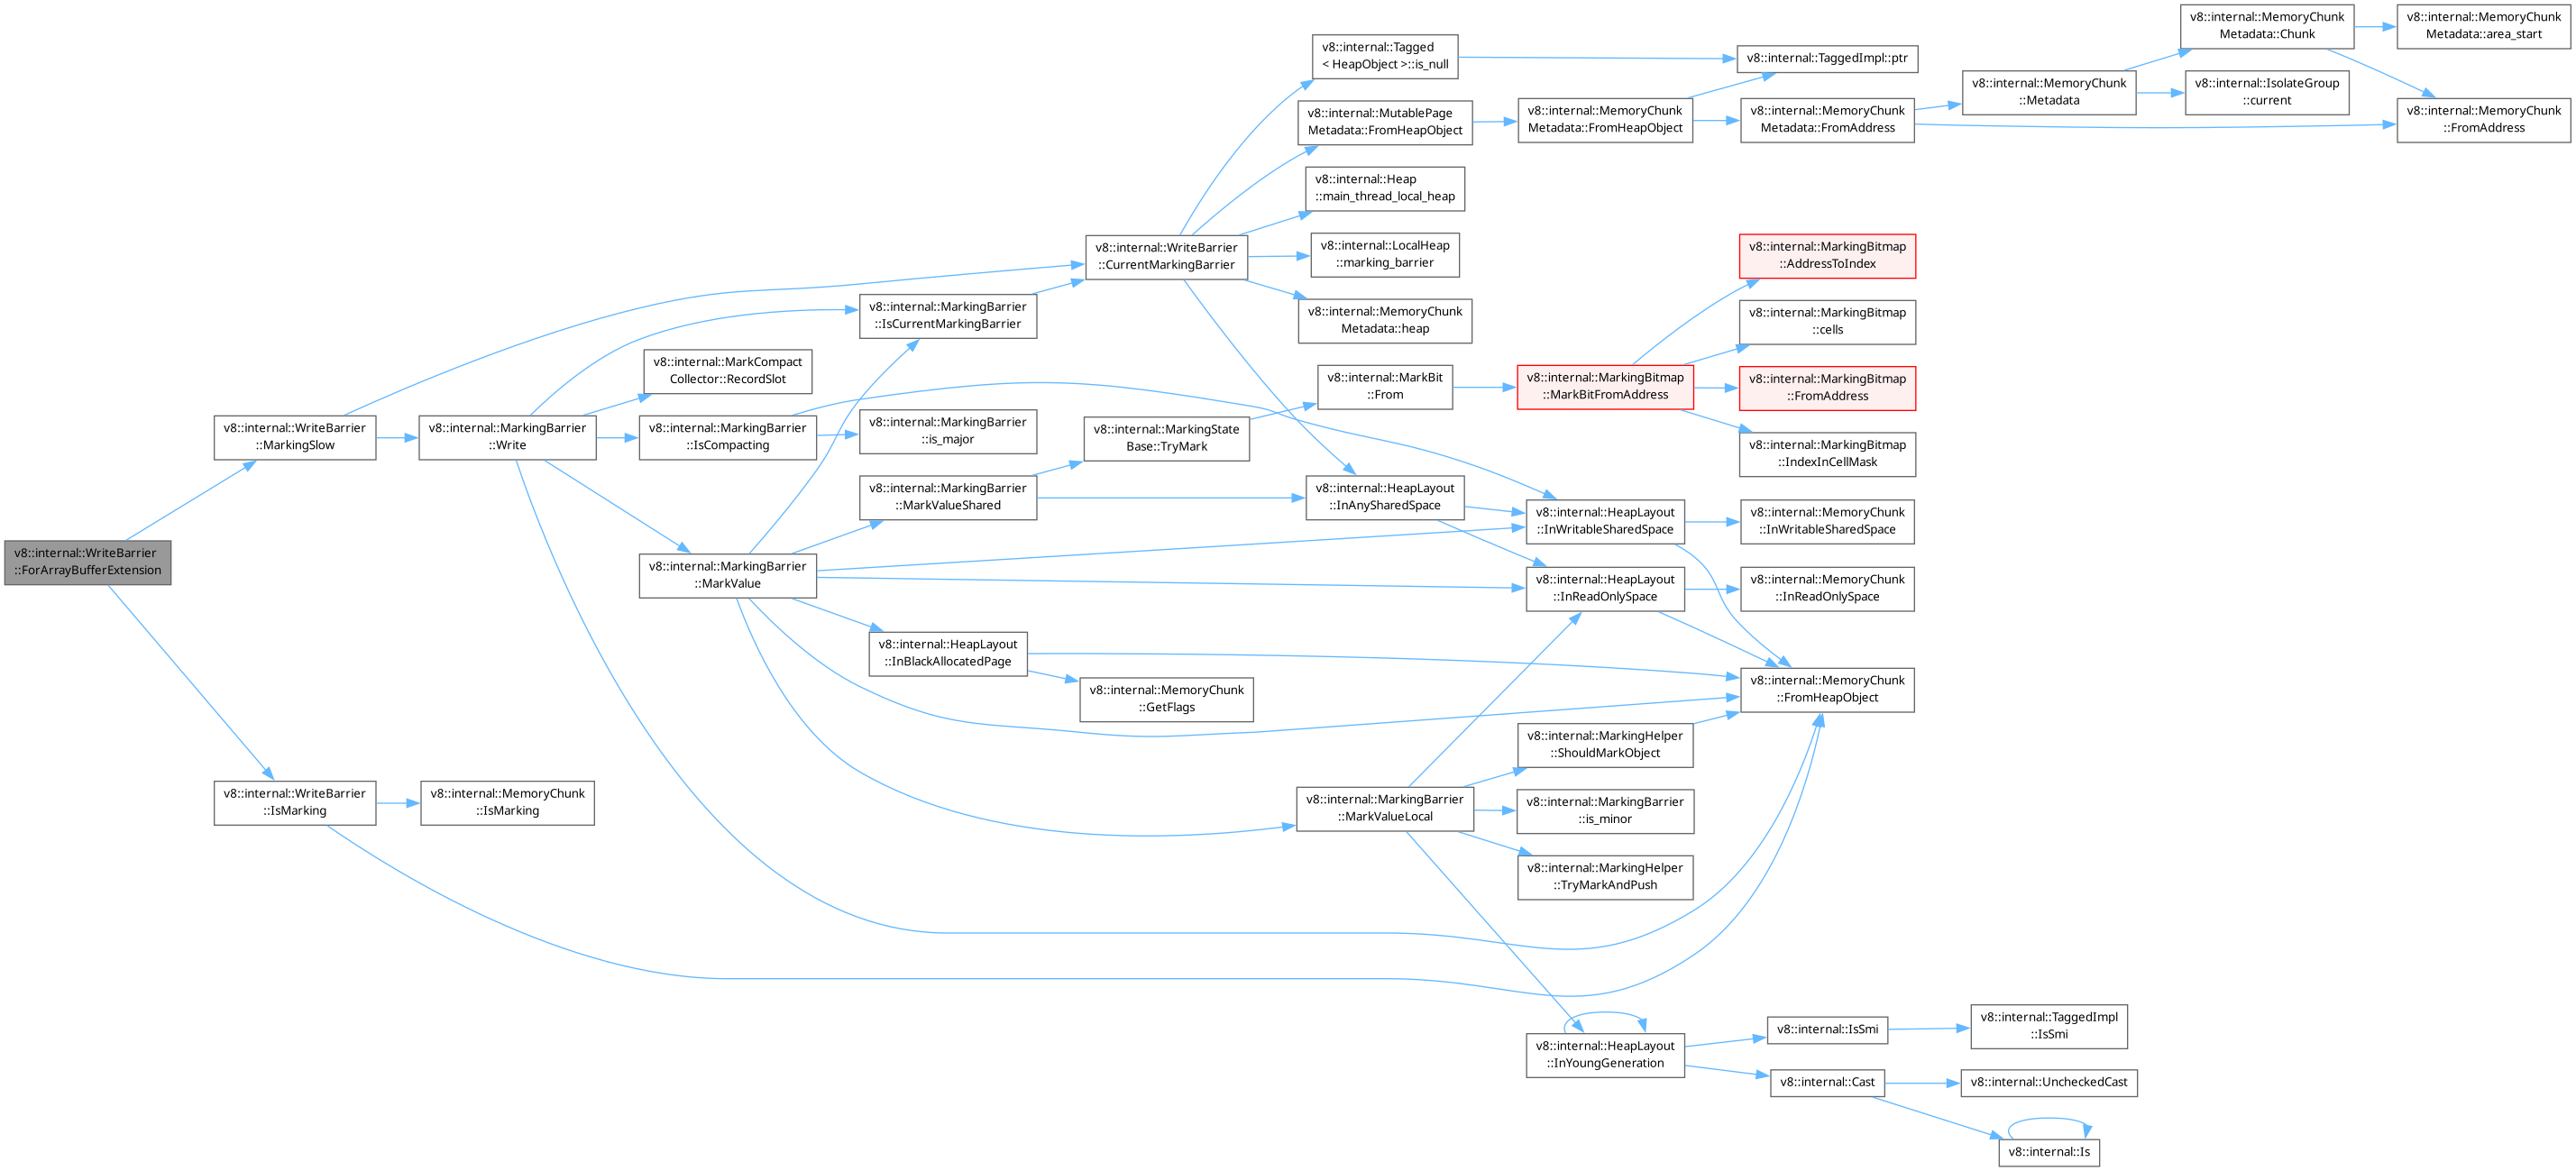 v8::internal::WriteBarrier
::ForArrayBufferExtension
v8::internal::WriteBarrier
::MarkingSlow
v8::internal::WriteBarrier
::IsMarking
v8::internal::MarkingBarrier
::Write
v8::internal::MemoryChunk
::IsMarking
v8::internal::MarkCompact
Collector::RecordSlot
v8::internal::MarkingBarrier
::IsCompacting
v8::internal::MarkingBarrier
::MarkValue
v8::internal::MarkingBarrier
::IsCurrentMarkingBarrier
v8::internal::MarkingBarrier
::is_major
v8::internal::MarkingBarrier
::MarkValueShared
v8::internal::HeapLayout
::InBlackAllocatedPage
v8::internal::WriteBarrier
::CurrentMarkingBarrier
v8::internal::MarkingState
Base::TryMark
v8::internal::MemoryChunk
::GetFlags
v8::internal::Tagged
< HeapObject >::is_null
v8::internal::MutablePage
Metadata::FromHeapObject
v8::internal::Heap
::main_thread_local_heap
v8::internal::LocalHeap
::marking_barrier
v8::internal::MemoryChunk
Metadata::heap
v8::internal::MarkBit
::From
v8::internal::HeapLayout
::InAnySharedSpace
v8::internal::MarkingBarrier
::MarkValueLocal
v8::internal::MemoryChunk
Metadata::FromHeapObject
v8::internal::MarkingBitmap
::MarkBitFromAddress
v8::internal::HeapLayout
::InWritableSharedSpace
v8::internal::HeapLayout
::InReadOnlySpace
v8::internal::MarkingHelper
::ShouldMarkObject
v8::internal::MarkingBarrier
::is_minor
v8::internal::MarkingHelper
::TryMarkAndPush
v8::internal::HeapLayout
::InYoungGeneration
v8::internal::TaggedImpl::ptr
v8::internal::MemoryChunk
Metadata::FromAddress
v8::internal::MarkingBitmap
::AddressToIndex
v8::internal::MarkingBitmap
::cells
v8::internal::MarkingBitmap
::FromAddress
v8::internal::MarkingBitmap
::IndexInCellMask
v8::internal::MemoryChunk
::InWritableSharedSpace
v8::internal::MemoryChunk
::InReadOnlySpace
v8::internal::MemoryChunk
::FromHeapObject
v8::internal::IsSmi
v8::internal::Cast
v8::internal::MemoryChunk
::Metadata
v8::internal::TaggedImpl
::IsSmi
v8::internal::UncheckedCast
v8::internal::Is
v8::internal::MemoryChunk
Metadata::Chunk
v8::internal::IsolateGroup
::current
v8::internal::MemoryChunk
Metadata::area_start
v8::internal::MemoryChunk
::FromAddress